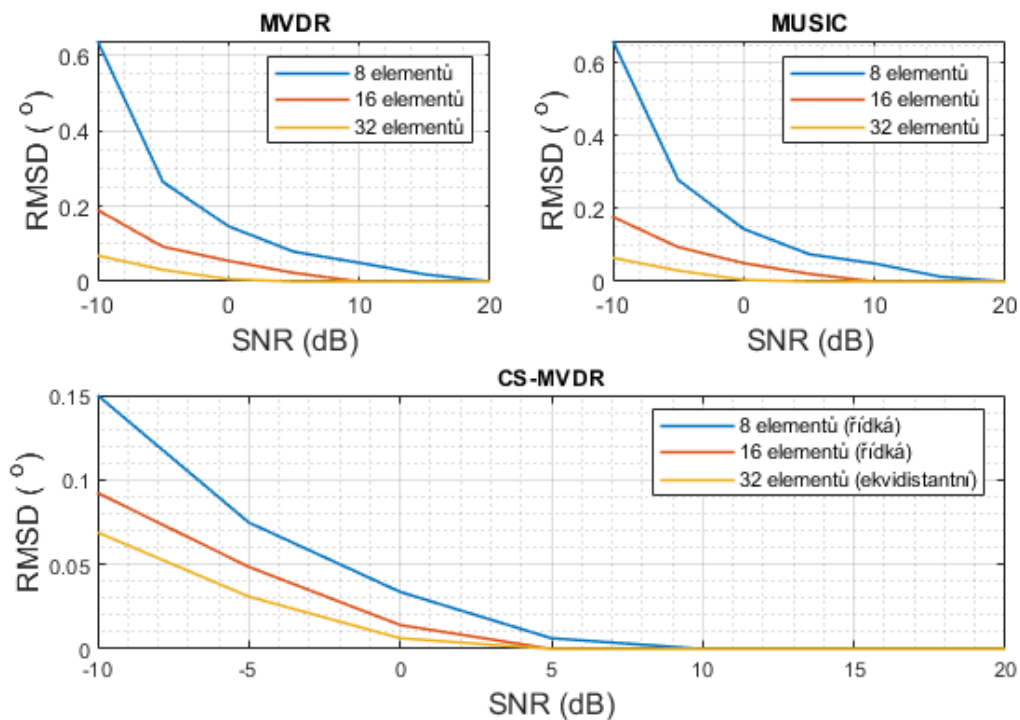 MVDR
0.6
0.4
0.2
0
RMSD ( °)
8 elementů
16 elementů
32 elementů
-10
0
10
20
SNR (dB)
MUSIC
0.6
0.4
0.2
0
RMSD ( °)
8 elementů
16 elementů
32 elementů
-10
0
10
20
SNR (dB)
CS-MVDR
0.15
0.1
0.05
0
RMSD ( °)
8 elementů (řídká)
16 elementů (řídká)
32 elementů (ekvidistantní)
-10
-5
0
5
10
15
20
SNR (dB)